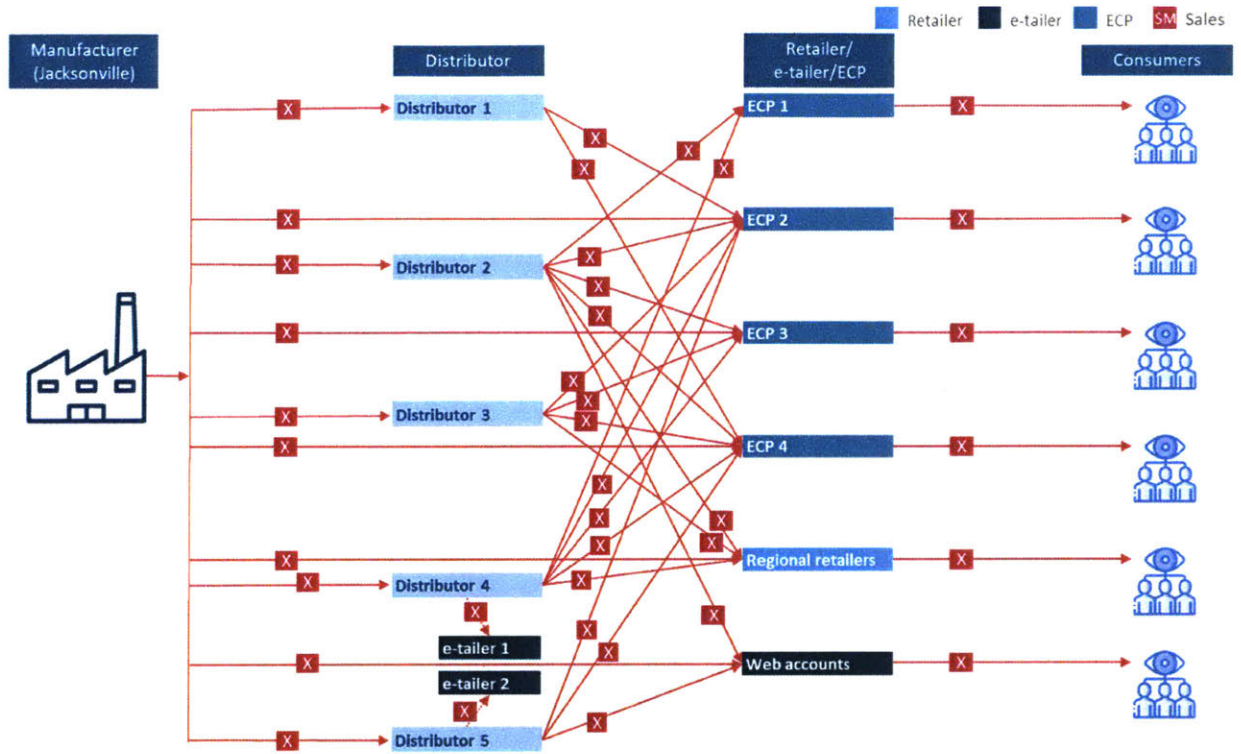 Retailer e-tailer ECP SM Sales
Manufacturer
(Jacksonville)
Distributor
Retailer/
e-tailer/ECP
Consumers
X Distributor 1 ECP 1 X
X
X
X
X
X ECP 2 X
X Distributor 2
X
X
X
X ECP 3 X
X
X Distributor 3
X
X
X ECP 4 X
X
X
X
X
X
X Regional retailers X
X Distributor 4 X
X
e-tailer 1
X
X
X
X Web accounts X
e-tailer 2
X
X
X Distributor 5